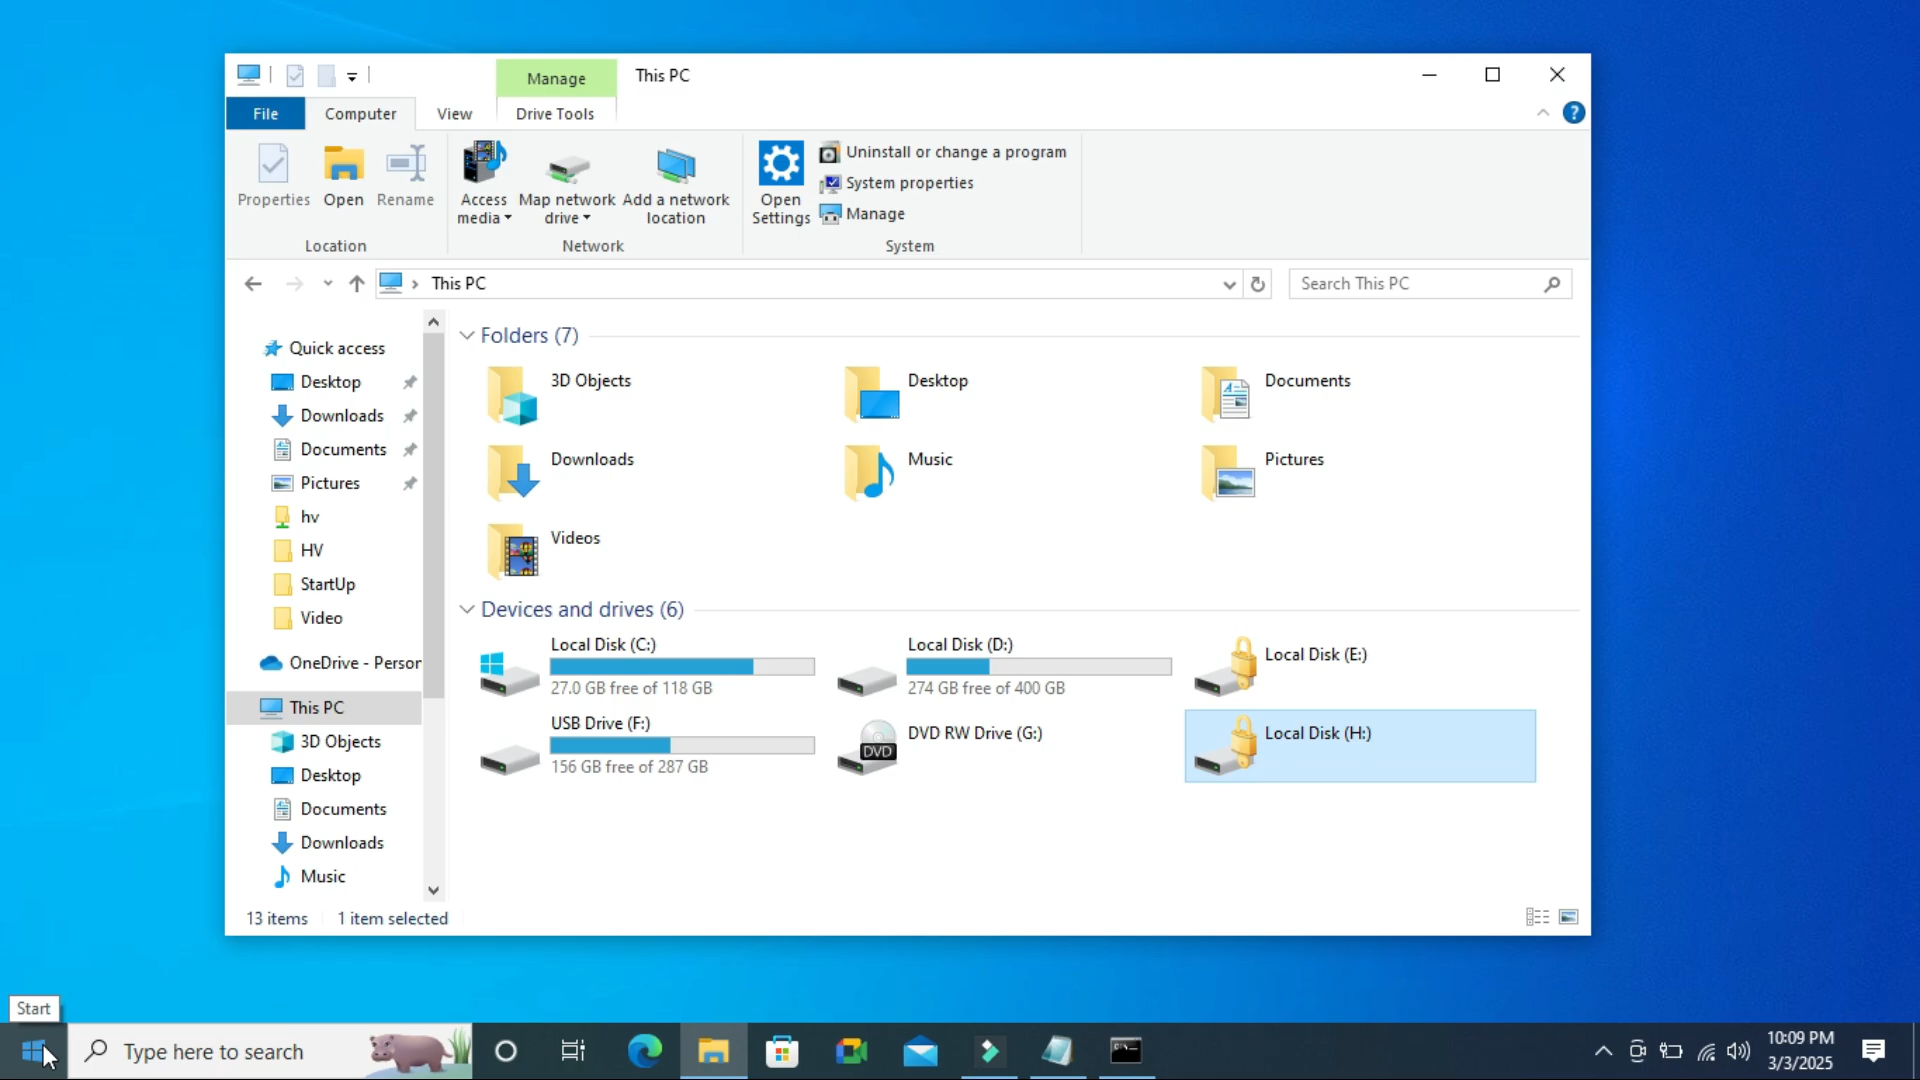 Manage
This PC
File
Computer
View
Drive Tools
?
Properties
Open
Rename
Access
media
Map network
drive
Add a network
location
Open
Settings
Uninstall or change a program
System properties
Manage
Location
Network
System
This PC
Search This PC
Quick access
Desktop
Downloads
Documents
Pictures
hv
HV
StartUp
Video
OneDrive - Person
This PC
3D Objects
Desktop
Documents
Downloads
Music
Folders (7)
3D Objects
Desktop
Documents
Downloads
Music
Pictures
Videos
Devices and drives (6)
Local Disk (C:)
27.0 GB free of 118 GB
Local Disk (D:)
274 GB free of 400 GB
Local Disk (E:)
USB Drive (F:)
156 GB free of 287 GB
DVD
DVD RW Drive (G:)
Local Disk (H:)
13 items
1 item selected
Start
Type here to search
10:09 PM
3/3/2025